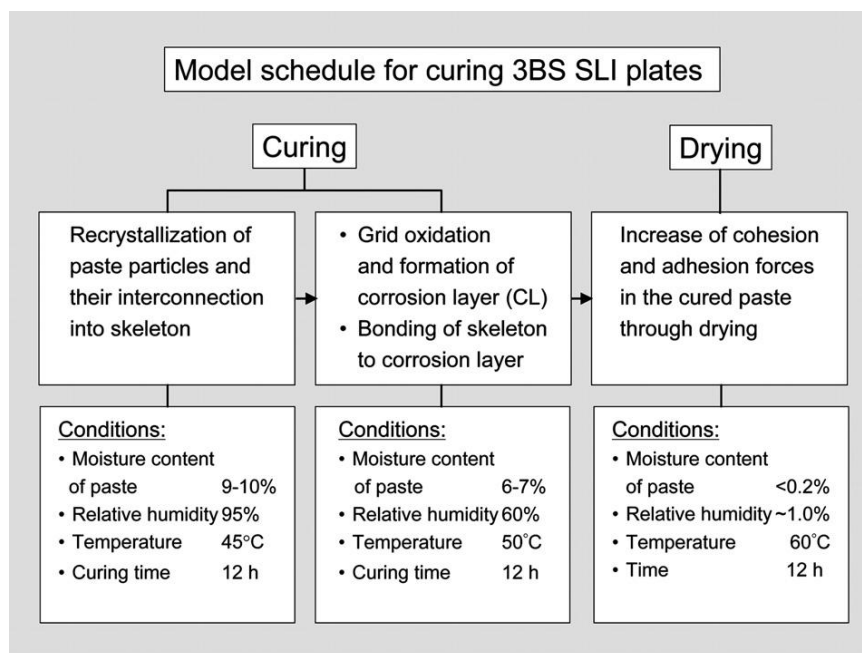 Model schedule for curing 3BS SLI plates
Curing
Drying
Recrystallization of
paste particles and
their interconnection
into skeleton
• Grid oxidation
and formation of
corrosion layer (CL)
• Bonding of skeleton
to corrosion layer
Increase of cohesion
and adhesion forces
in the cured paste
through drying
Conditions:
• Moisture content
of paste 9-10%
• Relative humidity 95%
• Temperature 45°C
• Curing time 12 h
Conditions:
• Moisture content
of paste 6-7%
• Relative humidity 60%
• Temperature 50°C
• Curing time 12 h
Conditions:
• Moisture content
of paste <0.2%
• Relative humidity ~1.0%
• Temperature 60°C
• Time 12 h